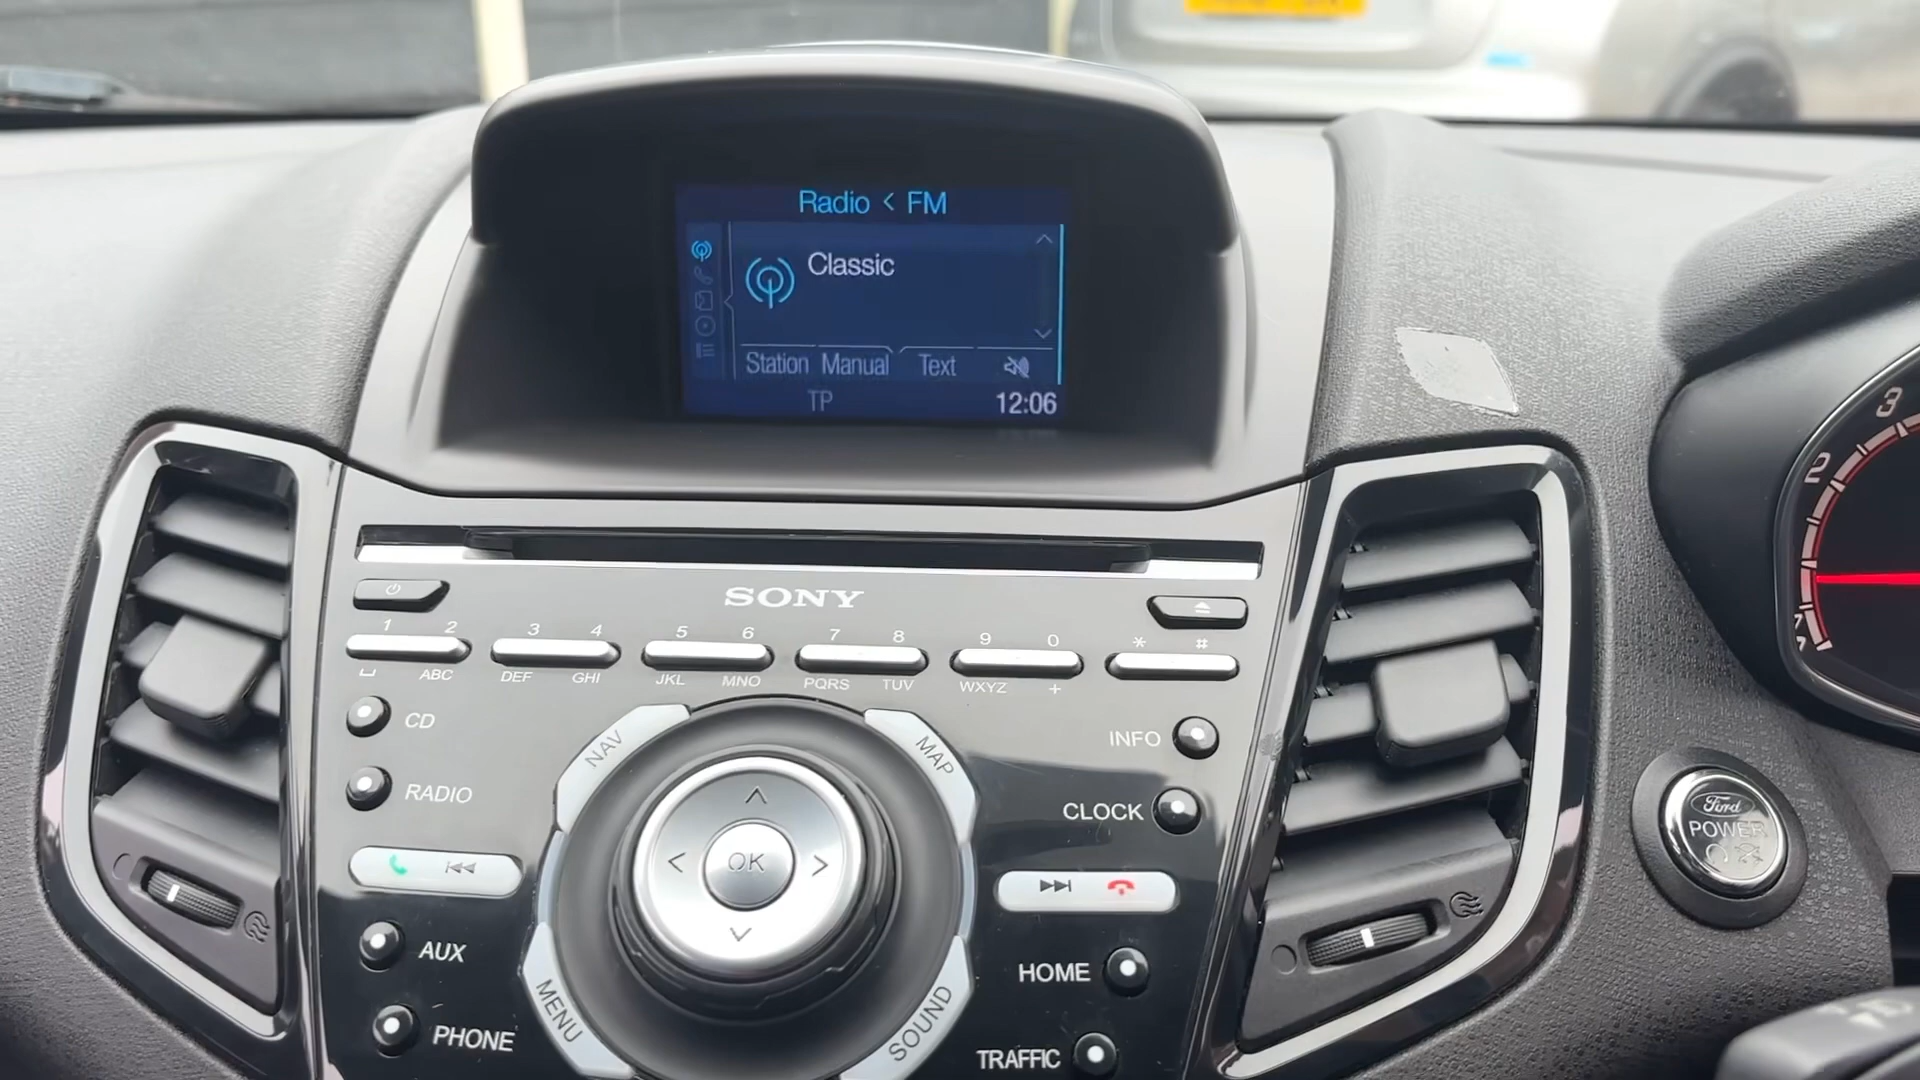 Radio < FM
Classic
Station Manual Text
TP 12:06
SONY
1 2 3 4 5 6 7 8 9 0 * #
ABC DEF GHI JKL MNO PQRS TUV WXYZ +
CD
RADIO
AUX
PHONE
NAV
MAP
OK
MENU
SOUND
INFO
CLOCK
HOME
TRAFFIC
Ford
POWER
3
2